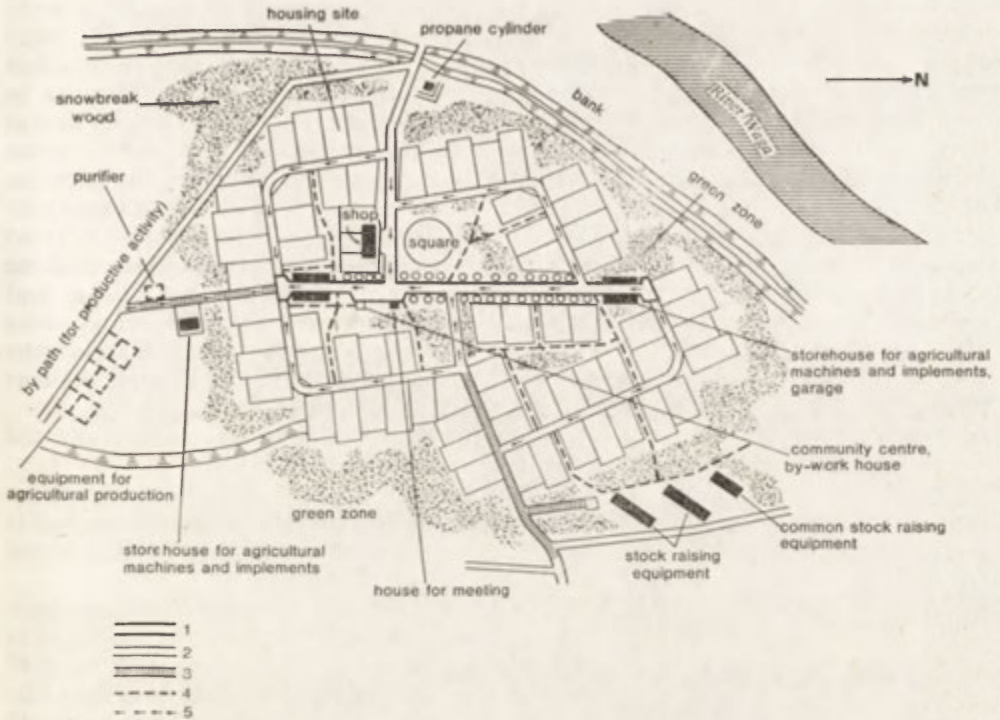 housing site
propane cylinder
N
snowbreak
wood
bank
River Waga
purifier
green zone
shop
square
by path (for productive activity)
storehouse for agricultural
machines and implements,
garage
community centre,
by-work house
equipment for
agricultural production
green zone
common stock raising
equipment
storehouse for agricultural
machines and implements
stock raising
equipment
house for meeting
1
2
3
4
5